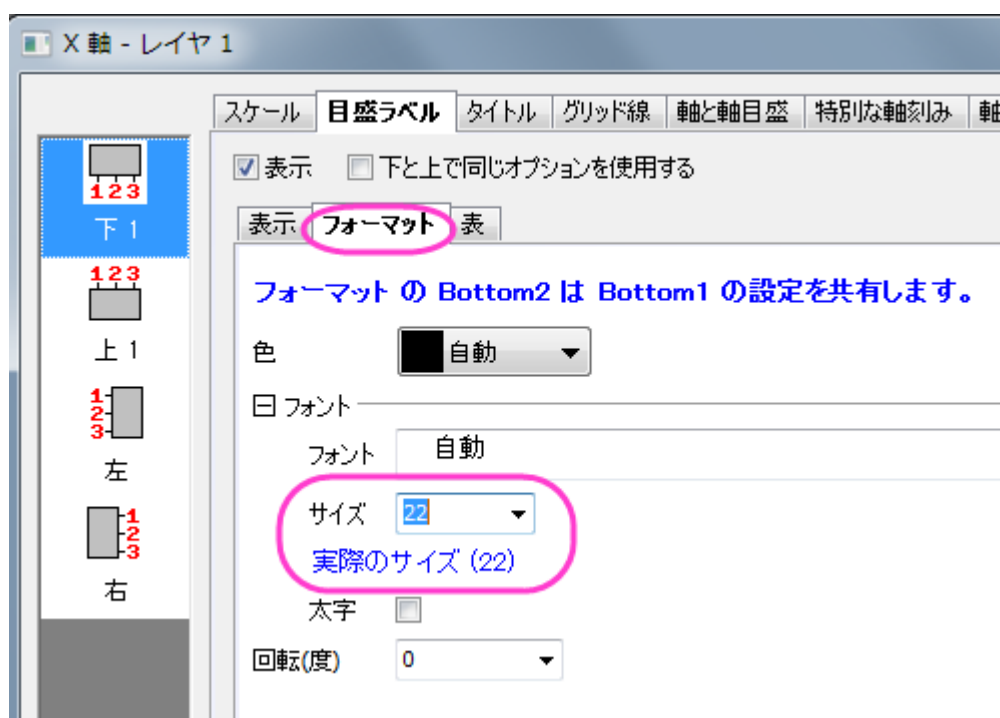 X 軸 - レイヤ 1
スケール 目盛ラベル タイトル グリッド線 軸と軸目盛 特別な軸刻み 軸
表示 下と上で同じオプションを使用する
表示 フォーマット 表
123
下 1
123
上 1
1
2
3
左
1
2
3
右
フォーマット の Bottom2 は Bottom1 の設定を共有します。
色 自動
フォント
フォント 自動
サイズ 22
実際のサイズ (22)
太字
回転(度) 0